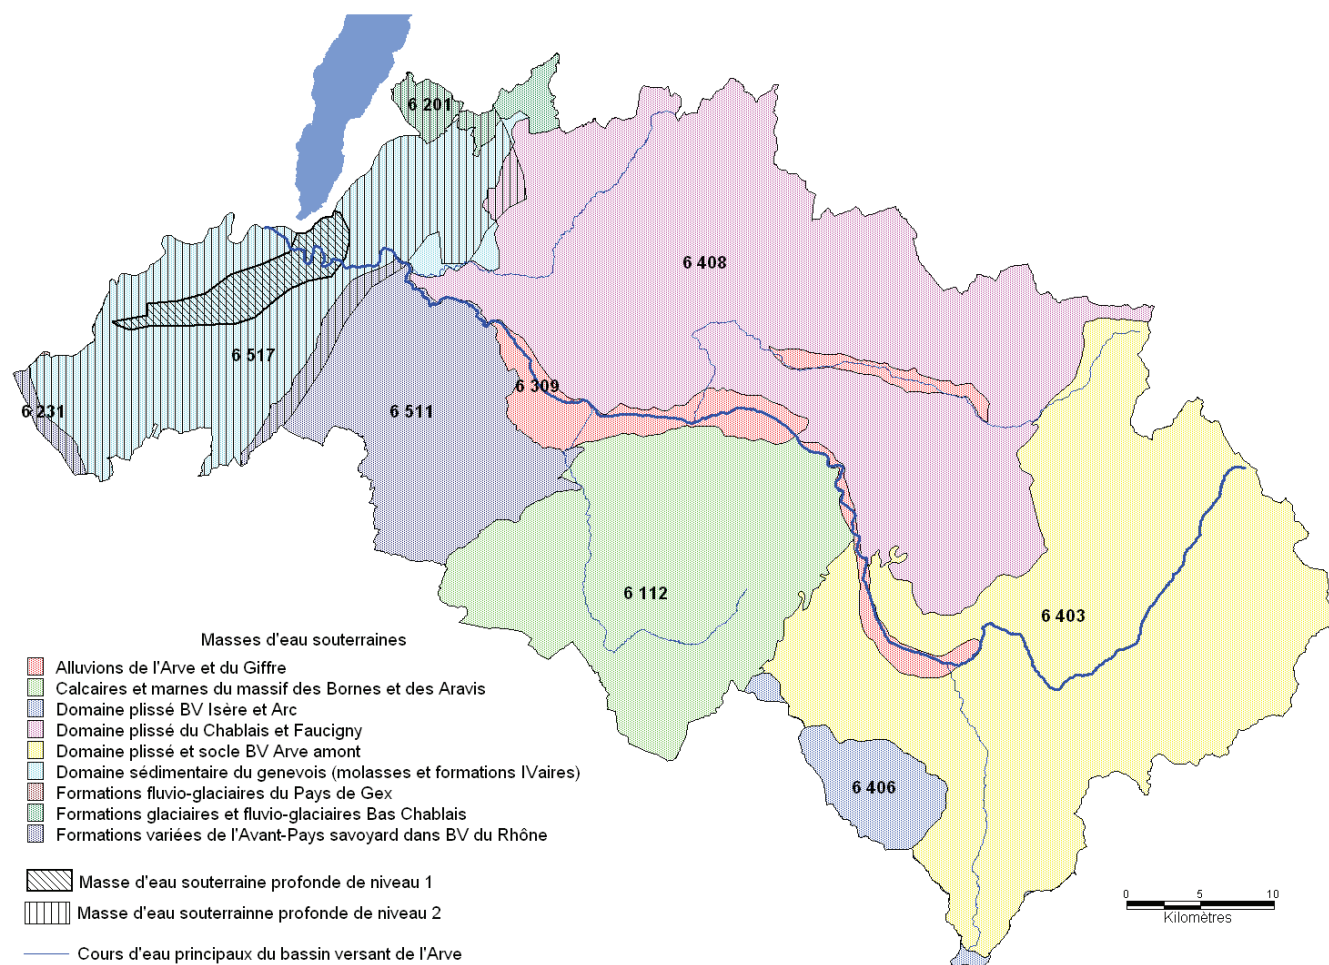 6 201
6 408
6 517
6 309
6 231
6 511
6 112
6 403
Masses d'eau souterraines
Alluvions de l'Arve et du Giffre
Calcaires et marnes du massif des Bornes et des Aravis
Domaine plissé BV Isère et Arc
Domaine plissé du Chablais et Faucigny
Domaine plissé et socle BV Arve amont
Domaine sédimentaire du genevois (molasses et formations IVaires)
Formations fluvio-glaciaires du Pays de Gex
Formations glaciaires et fluvio-glaciaires Bas Chablais
Formations variées de l'Avant-Pays savoyard dans BV du Rhône
6 406
Masse d'eau souterraine profonde de niveau 1
Masse d'eau souterrainne profonde de niveau 2
Cours d'eau principaux du bassin versant de l'Arve
0 5 10
Kilomètres